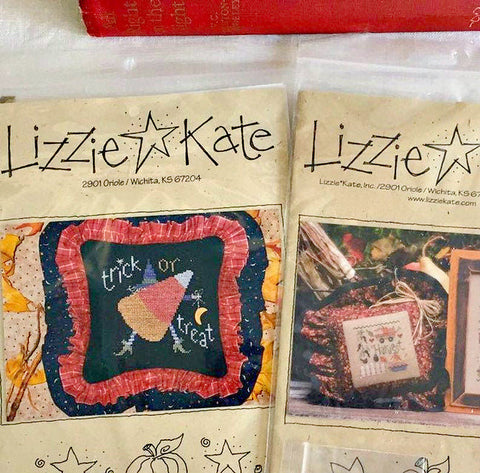 Lizzie Kate
2901 Oriole / Wichita, KS 67204
trick or
treat
Lizzie
Lizzie*Kate, Inc. /2901 Oriole / Wichita, KS 67
www.lizziekate.com